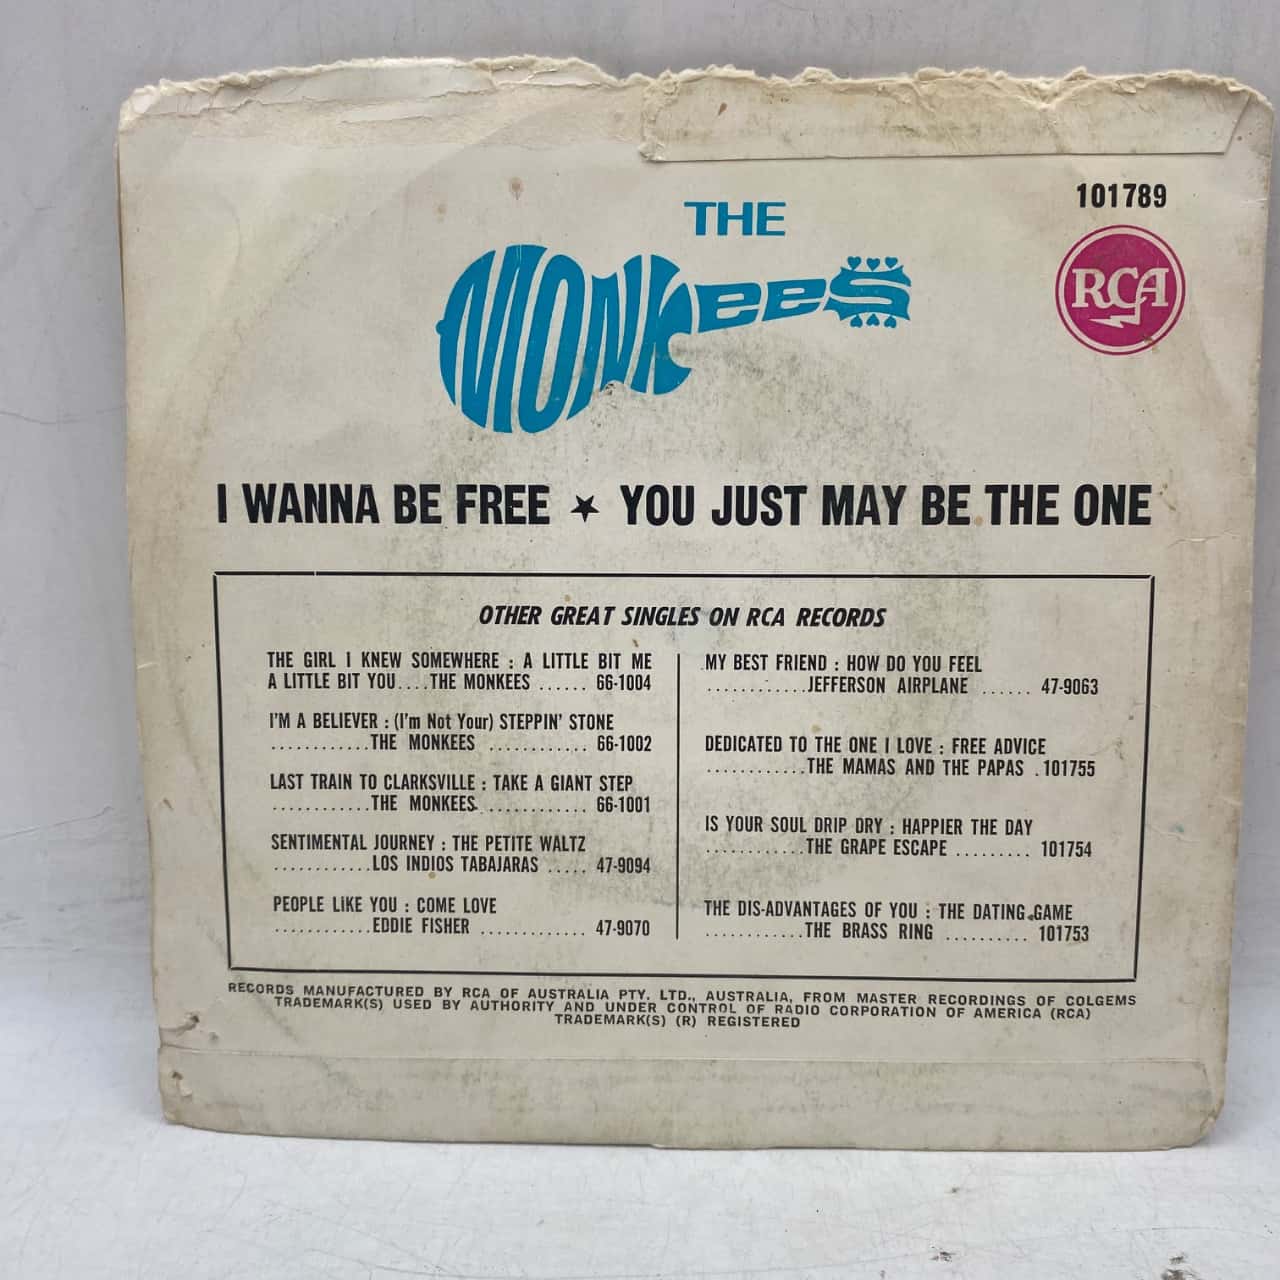 101789
THE
MONKEES
RCA
I WANNA BE FREE ★ YOU JUST MAY BE THE ONE
OTHER GREAT SINGLES ON RCA RECORDS
THE GIRL I KNEW SOMEWHERE : A LITTLE BIT ME
A LITTLE BIT YOU....THE MONKEES ...... 66-1004
I'M A BELIEVER : (I'm Not Your) STEPPIN' STONE
............THE MONKEES ............ 66-1002
LAST TRAIN TO CLARKSVILLE : TAKE A GIANT STEP
............THE MONKEES ............ 66-1001
SENTIMENTAL JOURNEY : THE PETITE WALTZ
............LOS INDIOS TABAJARAS ..... 47-9094
PEOPLE LIKE YOU : COME LOVE
............EDDIE FISHER ............. 47-9070
MY BEST FRIEND : HOW DO YOU FEEL
............JEFFERSON AIRPLANE ...... 47-9063
DEDICATED TO THE ONE I LOVE : FREE ADVICE
............THE MAMAS AND THE PAPAS . 101755
IS YOUR SOUL DRIP DRY : HAPPIER THE DAY
............THE GRAPE ESCAPE ......... 101754
THE DIS-ADVANTAGES OF YOU : THE DATING GAME
............THE BRASS RING .......... 101753
RECORDS MANUFACTURED BY RCA OF AUSTRALIA PTY. LTD., AUSTRALIA, FROM MASTER RECORDINGS OF COLGEMS
TRADEMARK(S) USED BY AUTHORITY AND UNDER CONTROL OF RADIO CORPORATION OF AMERICA (RCA)
TRADEMARK(S) (R) REGISTERED